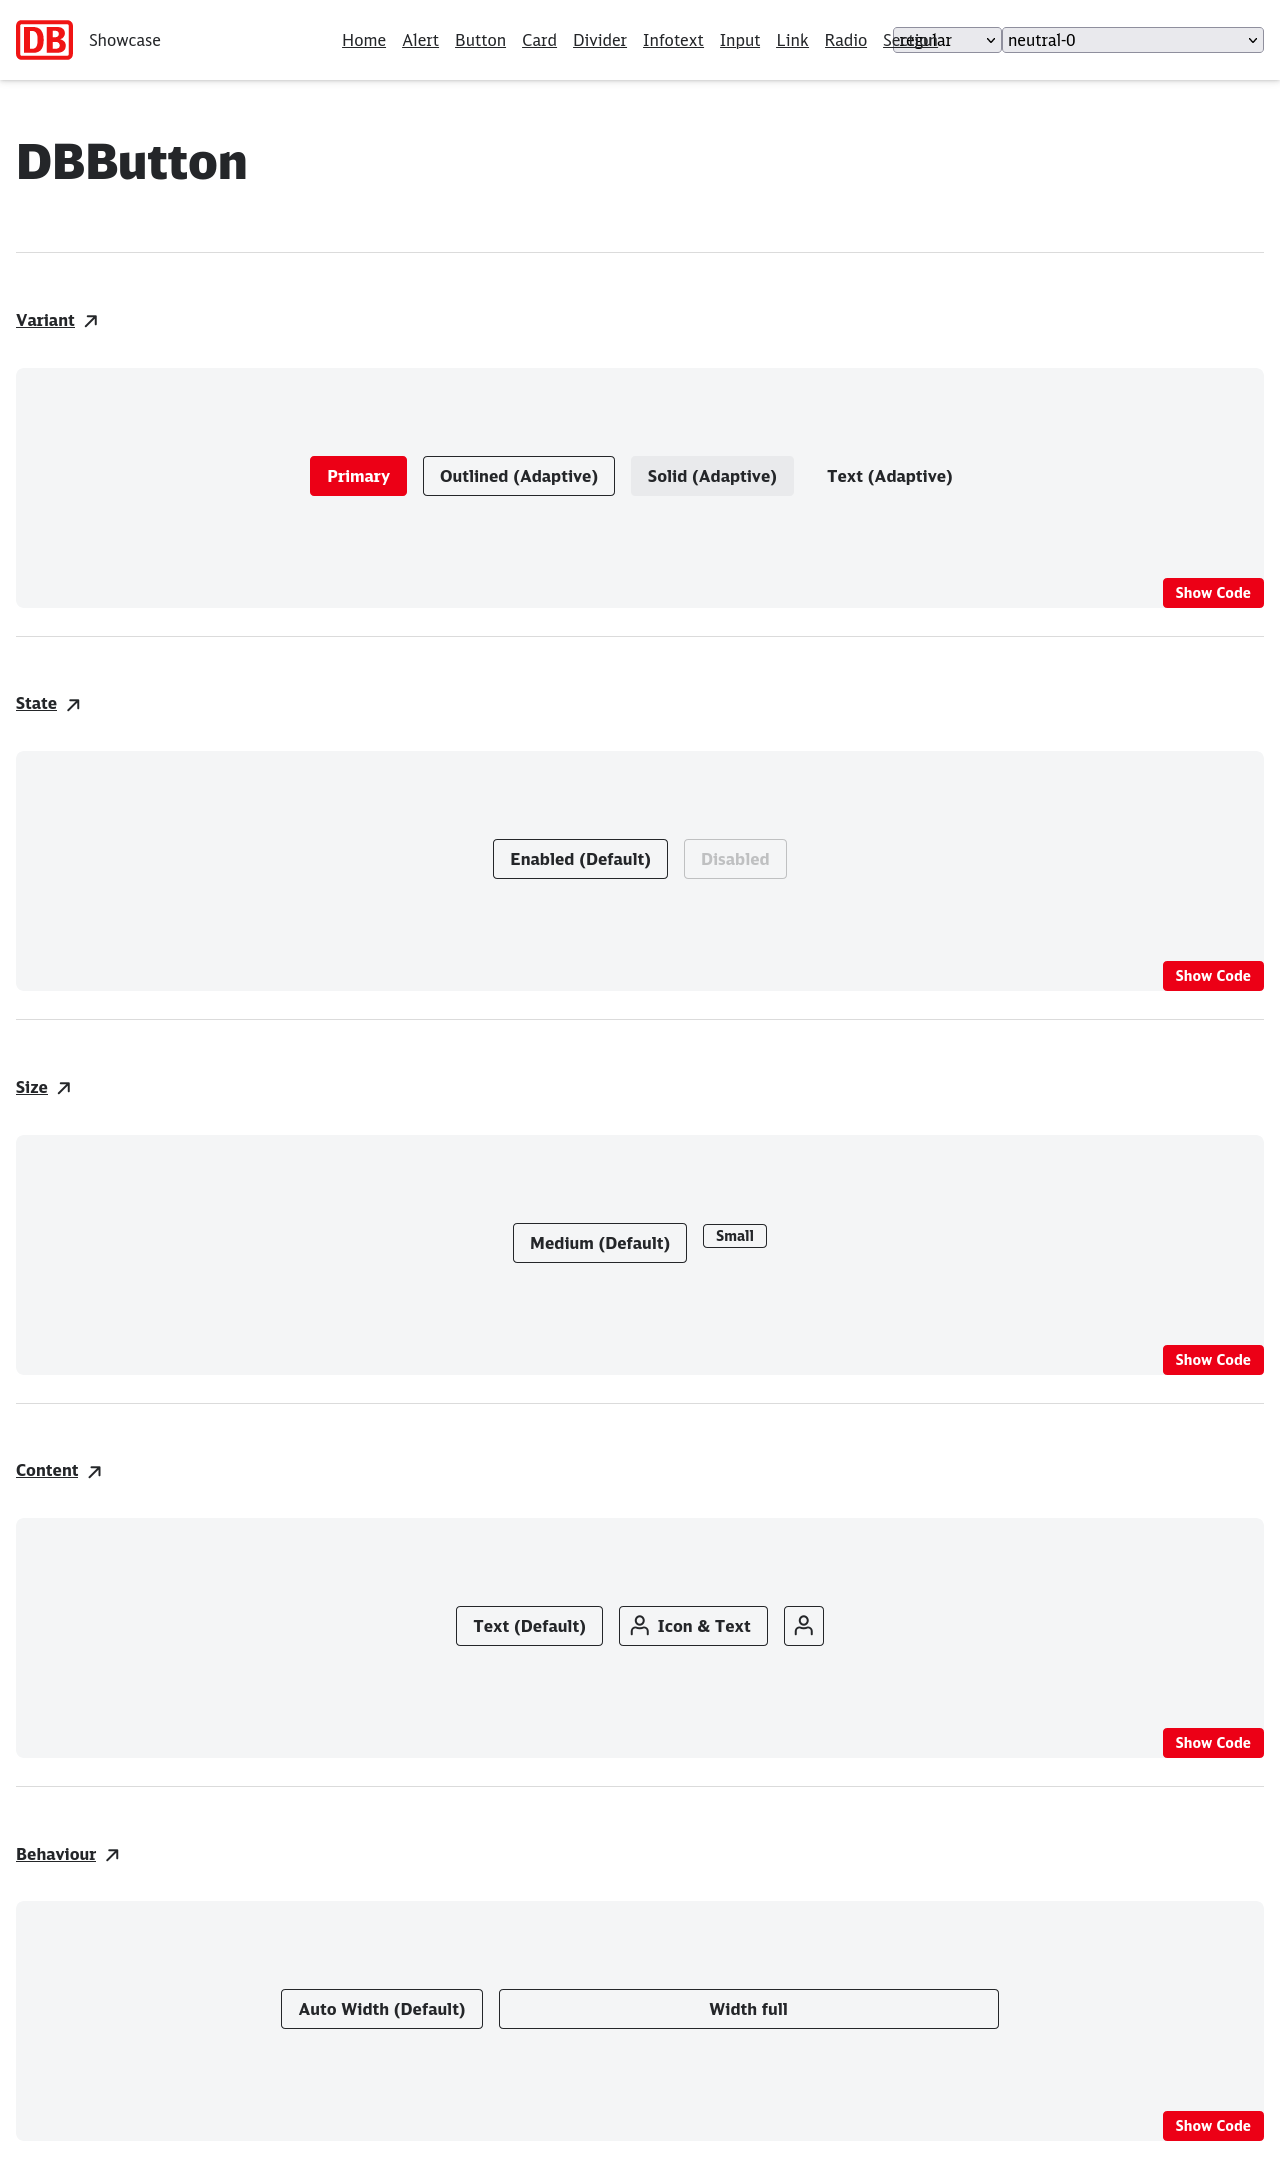 DB Showcase Home Alert Button Card Divider Infotext Input Link Radio Section regular neutral-0
DBButton
Variant
Primary Outlined (Adaptive) Solid (Adaptive) Text (Adaptive)
Show Code
State
Enabled (Default) Disabled
Show Code
Size
Medium (Default) Small
Show Code
Content
Text (Default) Icon & Text
Show Code
Behaviour
Auto Width (Default) Width full
Show Code